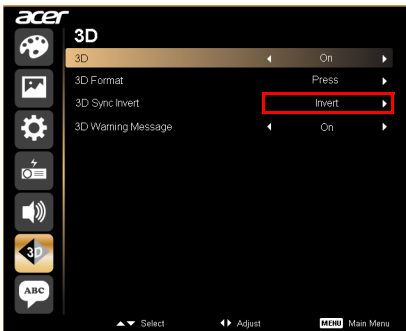 acer
3D
3D On
3D Format Press
3D Sync Invert Invert
3D Warning Message On
3D
ABC
Select Adjust MENU Main Menu